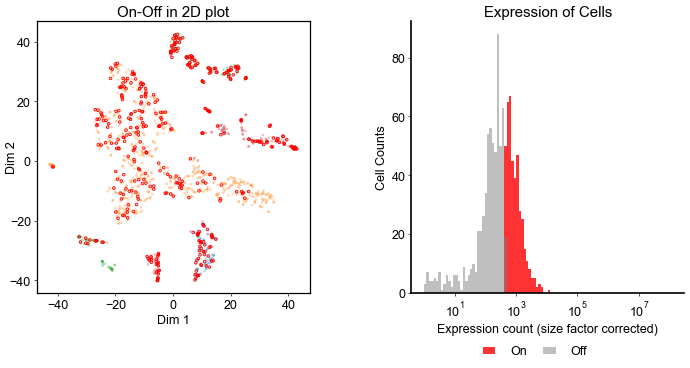 On-Off in 2D plot
Dim 2
40
20
0
−20
−40
−40 −20 0 20 40
Dim 1
Expression of Cells
Cell Counts
80
60
40
20
0
10^1 10^3 10^5 10^7
Expression count (size factor corrected)
On Off